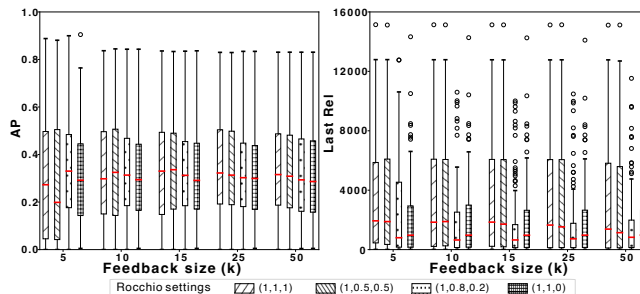 1.0
0.8
0.6
0.4
0.2
0.0
AP
5 10 15 25 50
Feedback size (k)
16000
12000
8000
4000
0
Last Rel
5 10 15 25 50
Feedback size (k)
Rocchio settings (1,1,1) (1,0.5,0.5) (1,0.8,0.2) (1,1,0)